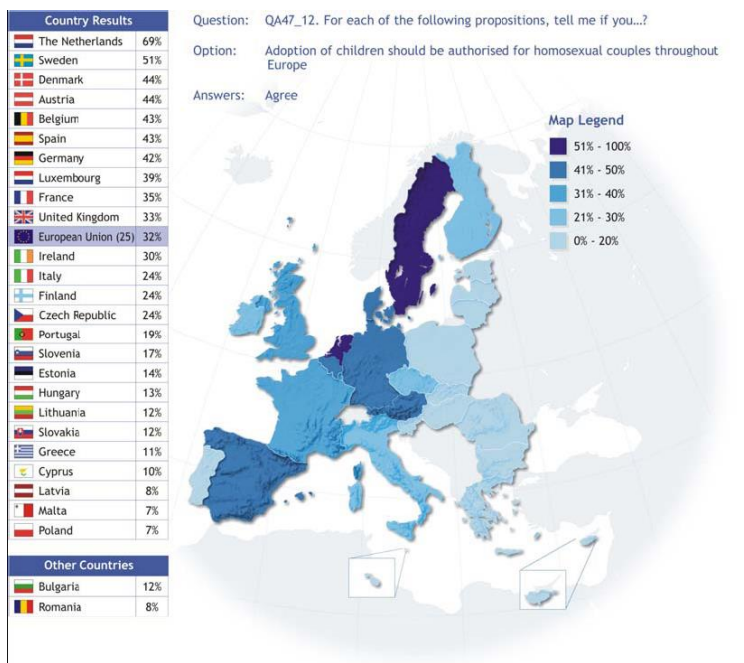 Country Results
The Netherlands 69%
Sweden 51%
Denmark 44%
Austria 44%
Belgium 43%
Spain 43%
Germany 42%
Luxembourg 39%
France 35%
United Kingdom 33%
European Union (25) 32%
Ireland 30%
Italy 24%
Finland 24%
Czech Republic 24%
Portugal 19%
Slovenia 17%
Estonia 14%
Hungary 13%
Lithuania 12%
Slovakia 12%
Greece 11%
Cyprus 10%
Latvia 8%
Malta 7%
Poland 7%
Other Countries
Bulgaria 12%
Romania 8%
Question: QA47_12. For each of the following propositions, tell me if you...?
Option: Adoption of children should be authorised for homosexual couples throughout
Europe
Answers: Agree
Map Legend
51% - 100%
41% - 50%
31% - 40%
21% - 30%
0% - 20%